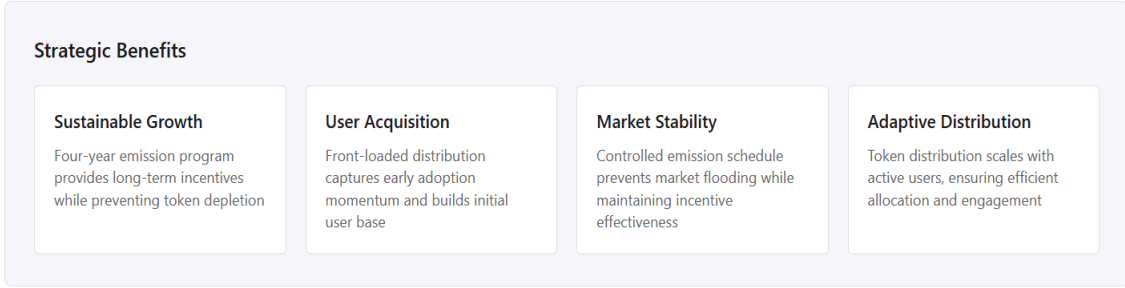 Strategic Benefits
Sustainable Growth
Four-year emission program
provides long-term incentives
while preventing token depletion
User Acquisition
Front-loaded distribution
captures early adoption
momentum and builds initial
user base
Market Stability
Controlled emission schedule
prevents market flooding while
maintaining incentive
effectiveness
Adaptive Distribution
Token distribution scales with
active users, ensuring efficient
allocation and engagement